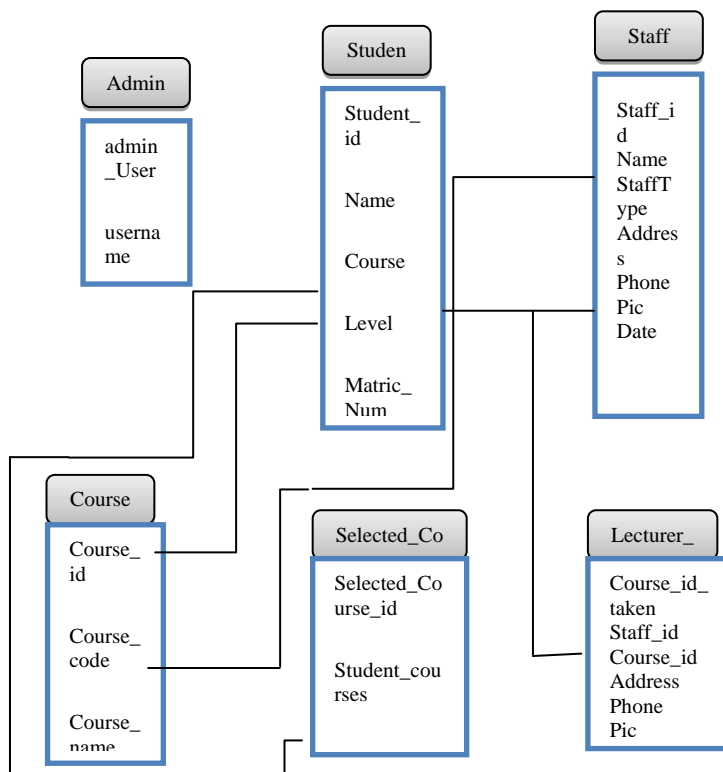 Admin
admin
_User
userna
me
Studen
Student_
id
Name
Course
Level
Matric_
Num
Staff
Staff_i
d
Name
StaffT
ype
Addres
s
Phone
Pic
Date
Course
Course_
id
Course_
code
Course_
name
Selected_Co
Selected_Co
urse_id
Student_cou
rses
Lecturer_
Course_id_
taken
Staff_id
Course_id
Address
Phone
Pic